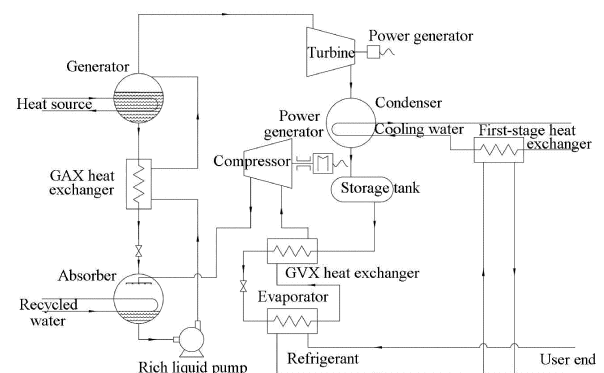 Turbine
Power generator
Generator
Heat source
Condenser
Power
generator
Cooling water
First-stage heat
exchanger
Compressor
M
GAX heat
exchanger
Storage tank
GVX heat exchanger
Absorber
Evaporator
Recycled
water
Refrigerant
User end
Rich liquid pump